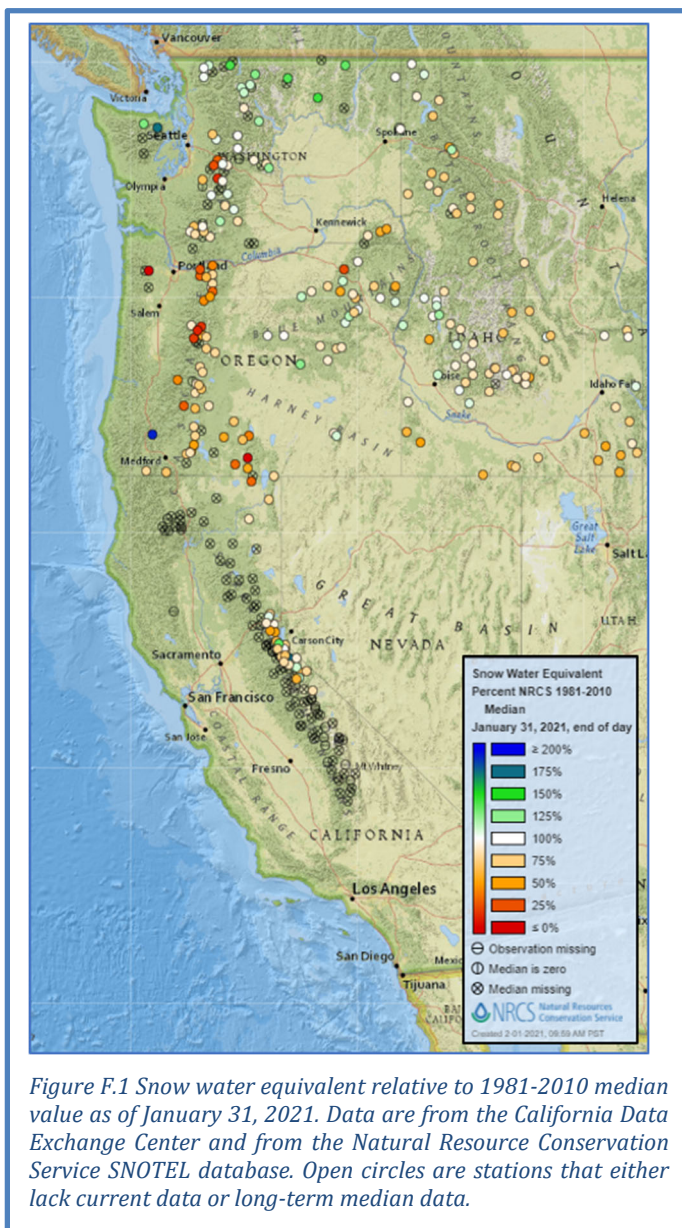 Vancouver
Victoria
Seattle
WASHINGTON
Spokane
Olympia
Helena
Kennewick
Columbia
Portland
Salem
BLUE MOUNTAINS
IDAHO
OREGON
Boise
Idaho Fa
HARNEY BASIN
Snake
Medford
Great
Salt
Lake
Salt La
GREAT BASIN
UTAH
Carson City
NEVADA
Sacramento
San Francisco
San Jose
Fresno
Mt Whitney
COASTAL RANGE
CALIFORNIA
Los Angeles
San Diego
Mexic
Tijuana
Snow Water Equivalent
Percent NRCS 1981-2010
Median
January 31, 2021, end of day
≥ 200%
175%
150%
125%
100%
75%
50%
25%
≤ 0%
Observation missing
Median is zero
Median missing
NRCS Natural Resources
Conservation Service
Created 2-01-2021, 09:59 AM PST
Figure F.1 Snow water equivalent relative to 1981-2010 median
value as of January 31, 2021. Data are from the California Data
Exchange Center and from the Natural Resource Conservation
Service SNOTEL database. Open circles are stations that either
lack current data or long-term median data.